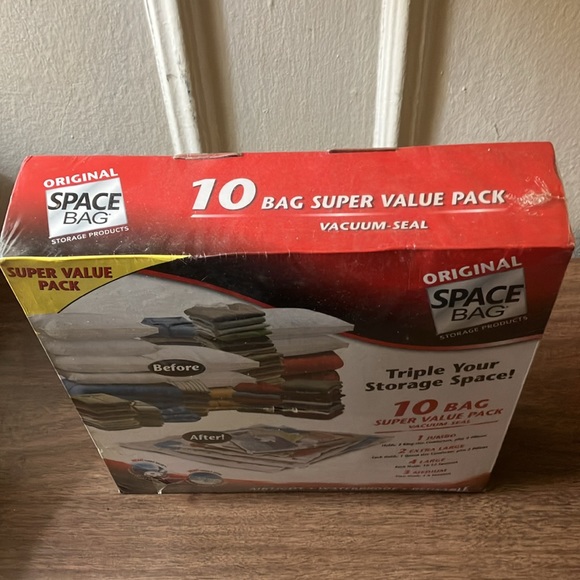 ORIGINAL
SPACE
BAG
STORAGE PRODUCTS
10 BAG SUPER VALUE PACK
VACUUM-SEAL
SUPER VALUE
PACK
ORIGINAL
SPACE
BAG
STORAGE PRODUCTS
Before
After!
Triple Your
Storage Space!
10 BAG
SUPER VALUE PACK
VACUUM-SEAL
1 JUMBO
2 EXTRA LARGE
4 LARGE
3 MEDIUM